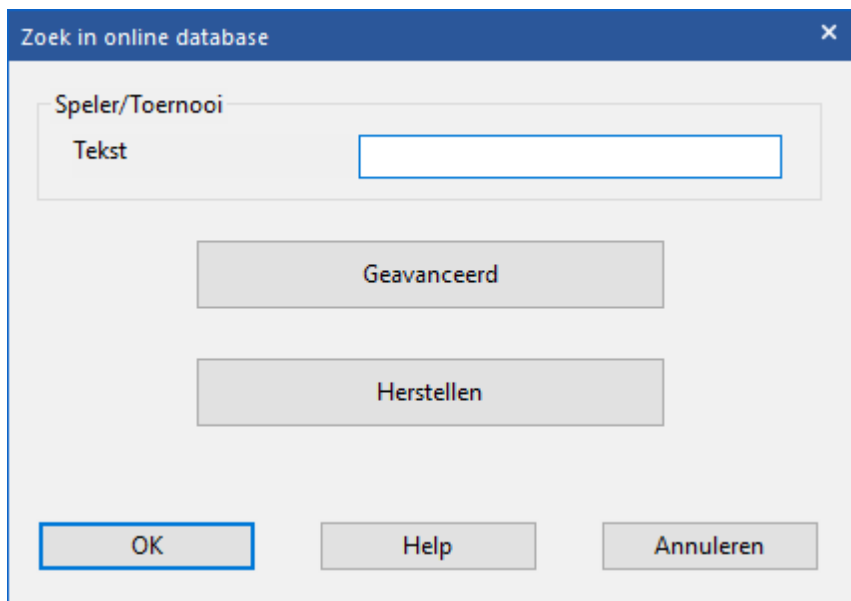 Zoek in online database
Speler/Toernooi
Tekst
Geavanceerd
Herstellen
OK Help Annuleren